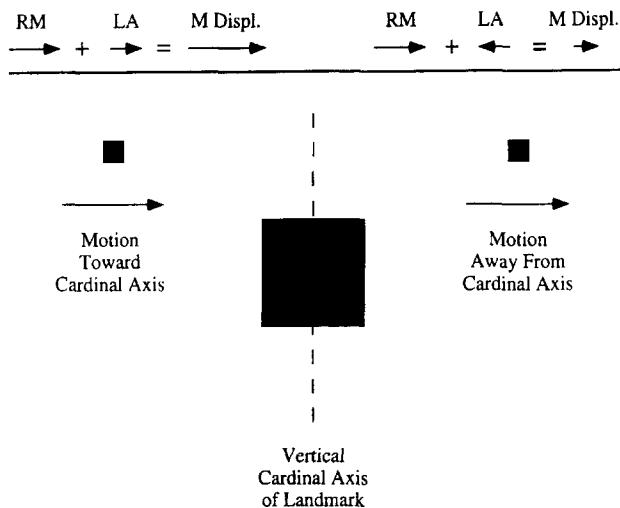 RM LA M Displ. RM LA M Displ.
+ = + =
Motion
Toward
Cardinal Axis
Motion
Away From
Cardinal Axis
Vertical
Cardinal Axis
of Landmark